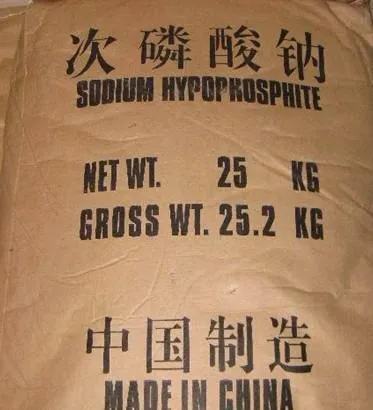 次磷酸钠
SODIUM HYPOPHOSPHITE
NET WT. 25 KG
GROSS WT. 25.2 KG
中国制造
MADE IN CHINA